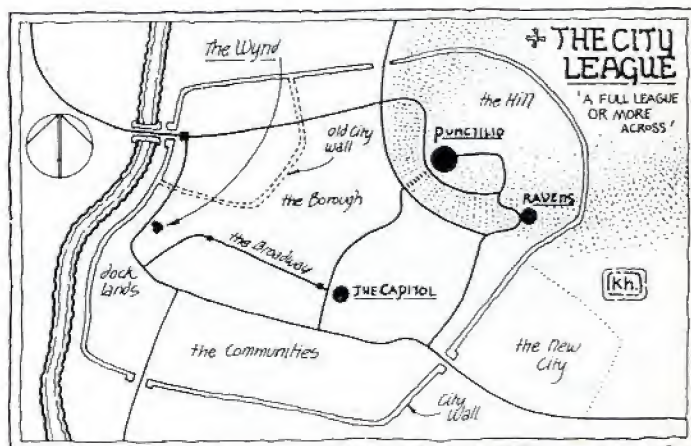 The Wynd
THE CITY
LEAGUE
'A FULL LEAGUE
OR MORE
ACROSS'
the Hill
PUNCTILIO
old City
wall
RAVENS
the Borough
the Broadway
dock
lands
THE CAPITOL
Kh.
the Communities
the New
City
City
Wall